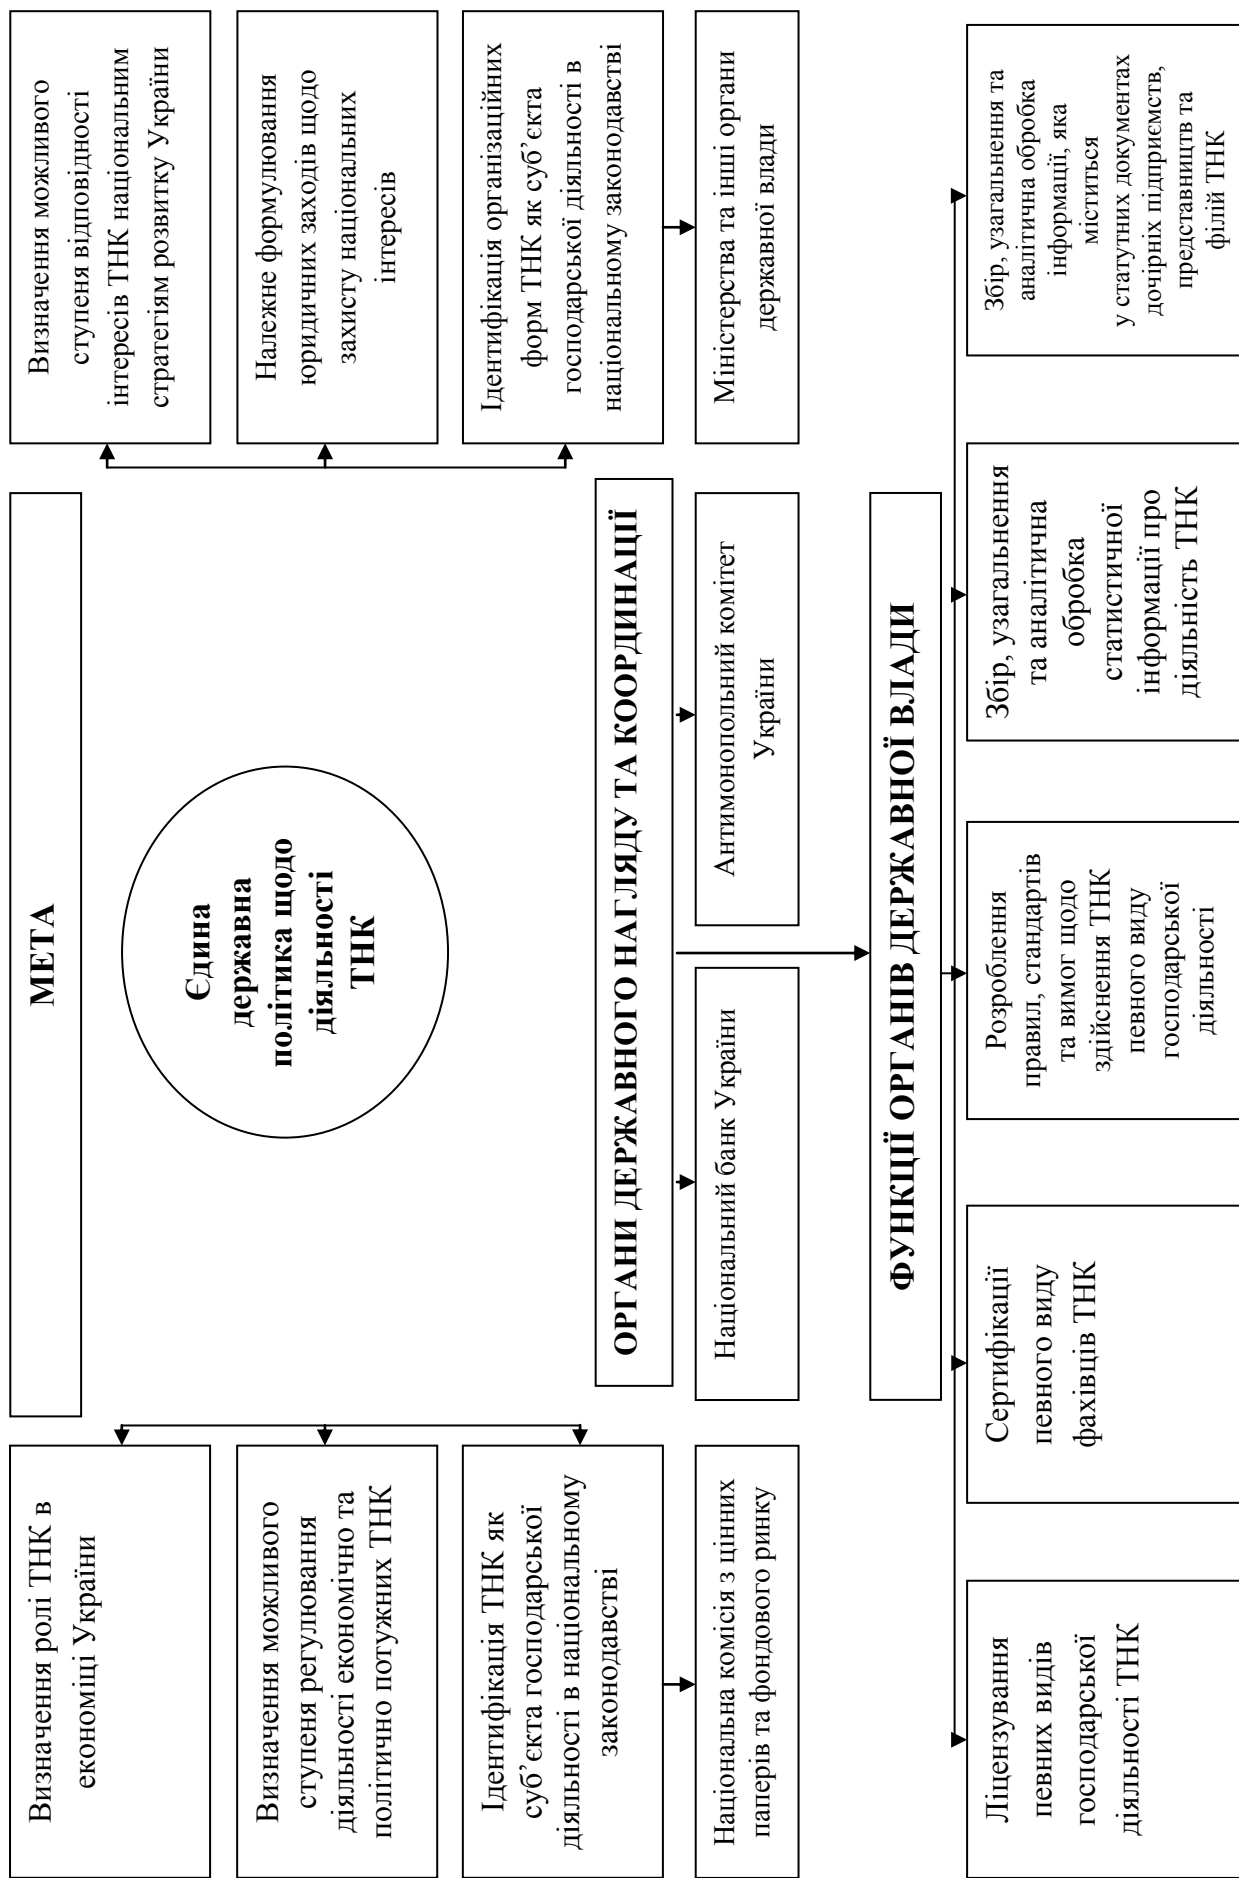 МЕТА
Визначення ролі ТНК в
економіці України
Визначення можливого
ступеня регулювання
діяльності економічно та
політично потужних ТНК
Ідентифікація ТНК як
суб’єкта господарської
діяльності в національному
законодавстві
Єдина
державна
політика щодо
діяльності
ТНК
Визначення можливого
ступеня відповідності
інтересів ТНК національним
стратегіям розвитку України
Належне формулювання
юридичних заходів щодо
захисту національних
інтересів
Ідентифікація організаційних
форм ТНК як суб’єкта
господарської діяльності в
національному законодавстві
ОРГАНИ ДЕРЖАВНОГО НАГЛЯДУ ТА КООРДИНАЦІЇ
Національна комісія з цінних
паперів та фондового ринку
Національний банк України
Антимонопольний комітет
України
Міністерства та інші органи
державної влади
ФУНКЦІЇ ОРГАНІВ ДЕРЖАВНОЇ ВЛАДИ
Ліцензування
певних видів
господарської
діяльності ТНК
Сертифікації
певного виду
фахівців ТНК
Розроблення
правил, стандартів
та вимог щодо
здійснення ТНК
певного виду
господарської
діяльності
Збір, узагальнення
та аналітична
обробка
статистичної
інформації про
діяльність ТНК
Збір, узагальнення та
аналітична обробка
інформації, яка
міститься
у статутних документах
дочірніх підприємств,
представництв та
філій ТНК